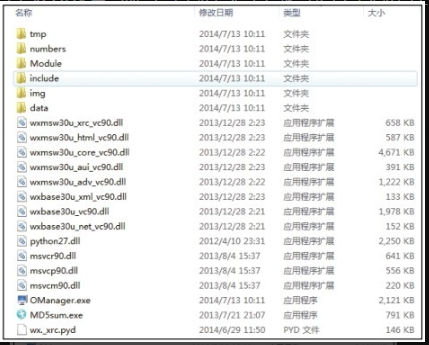 名称 修改日期 类型 大小
tmp 2014/7/13 10:11 文件夹
numbers 2014/7/13 10:11 文件夹
Module 2014/7/13 10:11 文件夹
include 2014/7/13 10:11 文件夹
img 2014/7/13 10:11 文件夹
data 2014/7/13 10:11 文件夹
wxmsw30u_xrc_vc90.dll 2013/12/28 2:23 应用程序扩展 658 KB
wxmsw30u_html_vc90.dll 2013/12/28 2:23 应用程序扩展 587 KB
wxmsw30u_core_vc90.dll 2013/12/28 2:22 应用程序扩展 4,671 KB
wxmsw30u_aui_vc90.dll 2013/12/28 2:23 应用程序扩展 391 KB
wxmsw30u_adv_vc90.dll 2013/12/28 2:22 应用程序扩展 1,222 KB
wxbase30u_xml_vc90.dll 2013/12/28 2:22 应用程序扩展 133 KB
wxbase30u_vc90.dll 2013/12/28 2:21 应用程序扩展 1,978 KB
wxbase30u_net_vc90.dll 2013/12/28 2:21 应用程序扩展 152 KB
python27.dll 2012/4/10 23:31 应用程序扩展 2,250 KB
msvcr90.dll 2013/8/4 15:37 应用程序扩展 641 KB
msvcp90.dll 2013/8/4 15:37 应用程序扩展 556 KB
msvcm90.dll 2013/8/4 15:37 应用程序扩展 220 KB
OManager.exe 2014/7/13 10:11 应用程序 2,121 KB
MD5sum.exe 2013/7/21 21:07 应用程序 791 KB
wx._xrc.pyd 2014/6/29 11:50 PYD 文件 146 KB